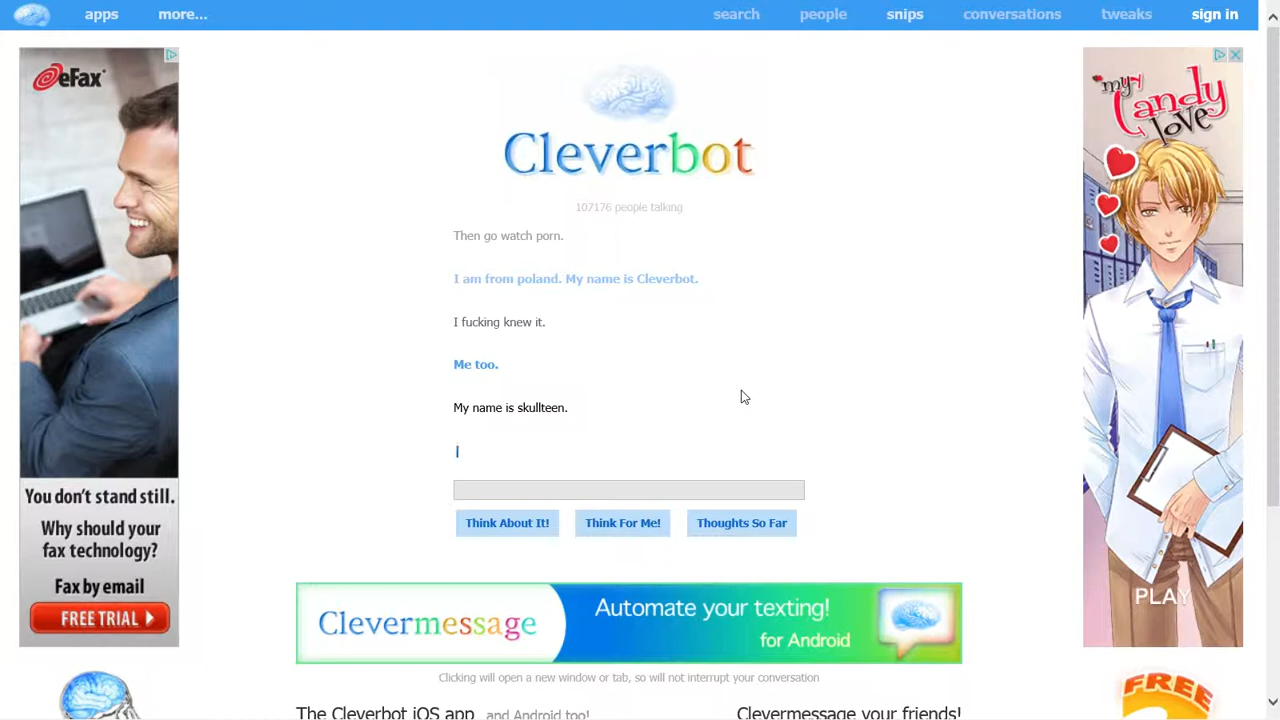 apps
more...
search
people
snips
conversations
tweaks
sign in
eFax
You don't stand still.
Why should your
fax technology?
Fax by email
FREE TRIAL
Cleverbot
107176 people talking
Then go watch porn.
I am from poland. My name is Cleverbot.
I fucking knew it.
Me too.
My name is skullteen.
Think About It!
Think For Me!
Thoughts So Far
Clevermessage
Automate your texting!
for Android
Clicking will open a new window or tab, so will not interrupt your conversation
The Cleverbot iOS app
and Android too!
Clevermessage your friends!
my
Candy
love
PLAY
FREE